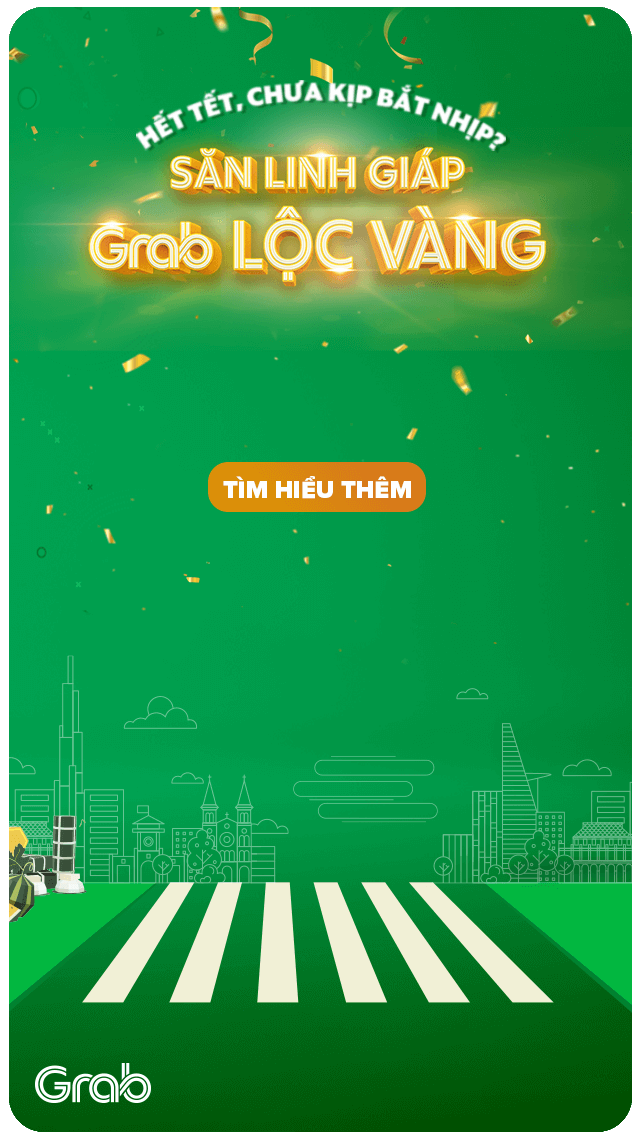 HẾT TẾT, CHƯA KỊP BẮT NHỊP?
SĂN LINH GIÁP
Grab LỘC VÀNG
TÌM HIỂU THÊM
Grab